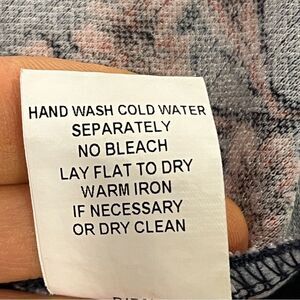 HAND WASH COLD WATER
SEPARATELY
NO BLEACH
LAY FLAT TO DRY
WARM IRON
IF NECESSARY
OR DRY CLEAN